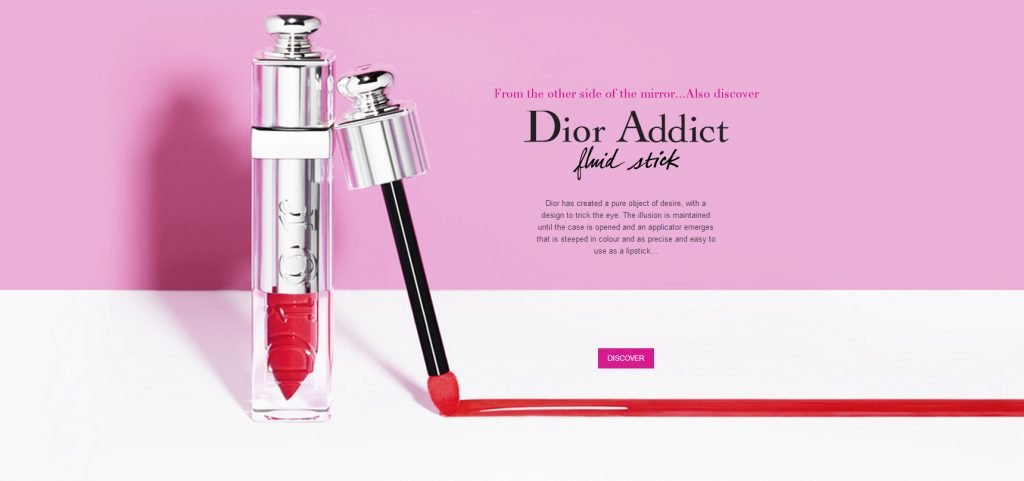 From the other side of the mirror...Also discover
Dior Addict
fluid stick
Dior has created a pure object of desire, with a
design to trick the eye. The illusion is maintained
until the case is opened and an applicator emerges
that is steeped in colour and as precise and easy to
use as a lipstick...
DISCOVER